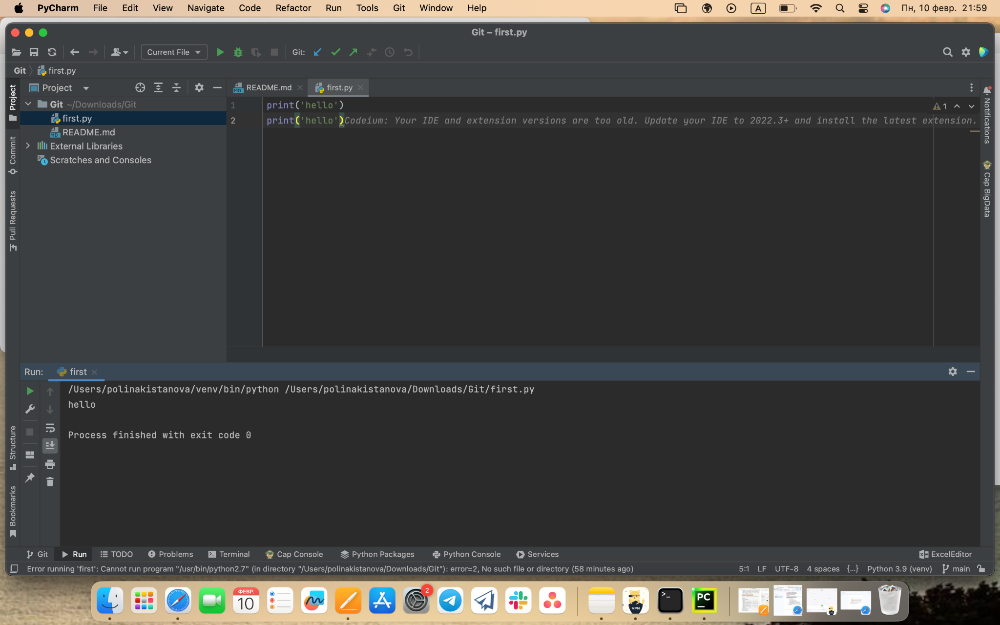 PyCharm File Edit View Navigate Code Refactor Run Tools Git Window Help A Пн, 10 февр. 21:59
Git – first.py
Current File Git:
Git first.py
Project README.md first.py
Git ~/Downloads/Git
first.py
README.md
External Libraries
Scratches and Consoles
1 print('hello') 1
2 print('hello')Codeium: Your IDE and extension versions are too old. Update your IDE to 2022.3+ and install the latest extension.
Project
Commit
Pull Requests
Structure
Bookmarks
Notifications
Cap BigData
Run: first
/Users/polinakistanova/venv/bin/python /Users/polinakistanova/Downloads/Git/first.py
hello
Process finished with exit code 0
Git Run TODO Problems Terminal Cap Console Python Packages Python Console Services ExcelEditor
Error running 'first': Cannot run program "/usr/bin/python2.7" (in directory "/Users/polinakistanova/Downloads/Git"): error=2, No such file or directory (58 minutes ago) 5:1 LF UTF-8 4 spaces {...} Python 3.9 (venv) main
ФЕВР.
10
2
VPN
>_
PC